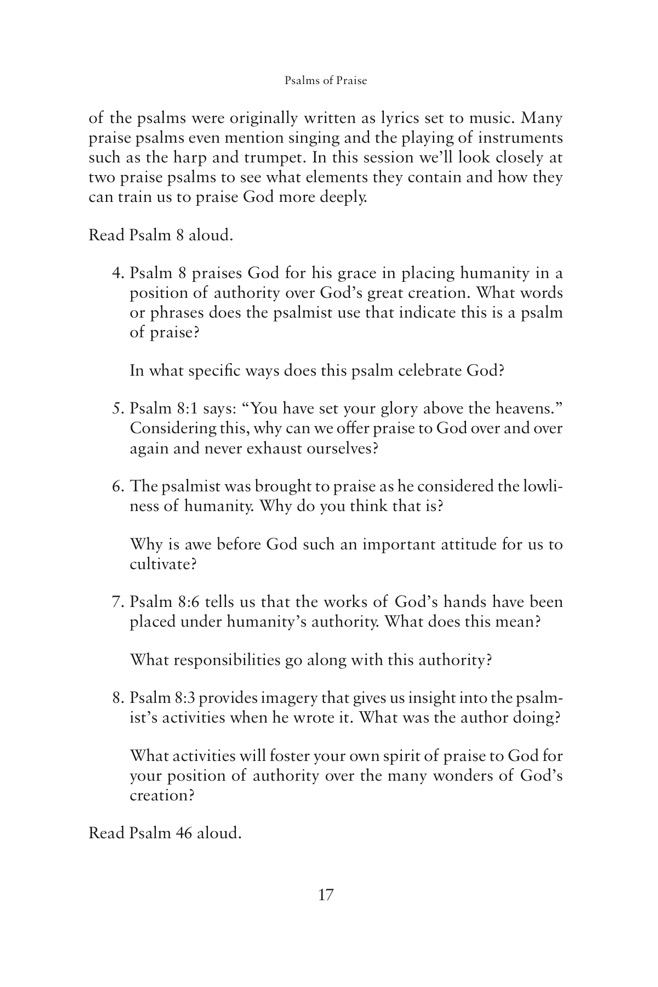 Psalms of Praise
of the psalms were originally written as lyrics set to music. Many
praise psalms even mention singing and the playing of instruments
such as the harp and trumpet. In this session we’ll look closely at
two praise psalms to see what elements they contain and how they
can train us to praise God more deeply.
Read Psalm 8 aloud.
4. Psalm 8 praises God for his grace in placing humanity in a
position of authority over God’s great creation. What words
or phrases does the psalmist use that indicate this is a psalm
of praise?
In what specific ways does this psalm celebrate God?
5. Psalm 8:1 says: “You have set your glory above the heavens.”
Considering this, why can we offer praise to God over and over
again and never exhaust ourselves?
6. The psalmist was brought to praise as he considered the lowli-
ness of humanity. Why do you think that is?
Why is awe before God such an important attitude for us to
cultivate?
7. Psalm 8:6 tells us that the works of God’s hands have been
placed under humanity’s authority. What does this mean?
What responsibilities go along with this authority?
8. Psalm 8:3 provides imagery that gives us insight into the psalm-
ist’s activities when he wrote it. What was the author doing?
What activities will foster your own spirit of praise to God for
your position of authority over the many wonders of God’s
creation?
Read Psalm 46 aloud.
17